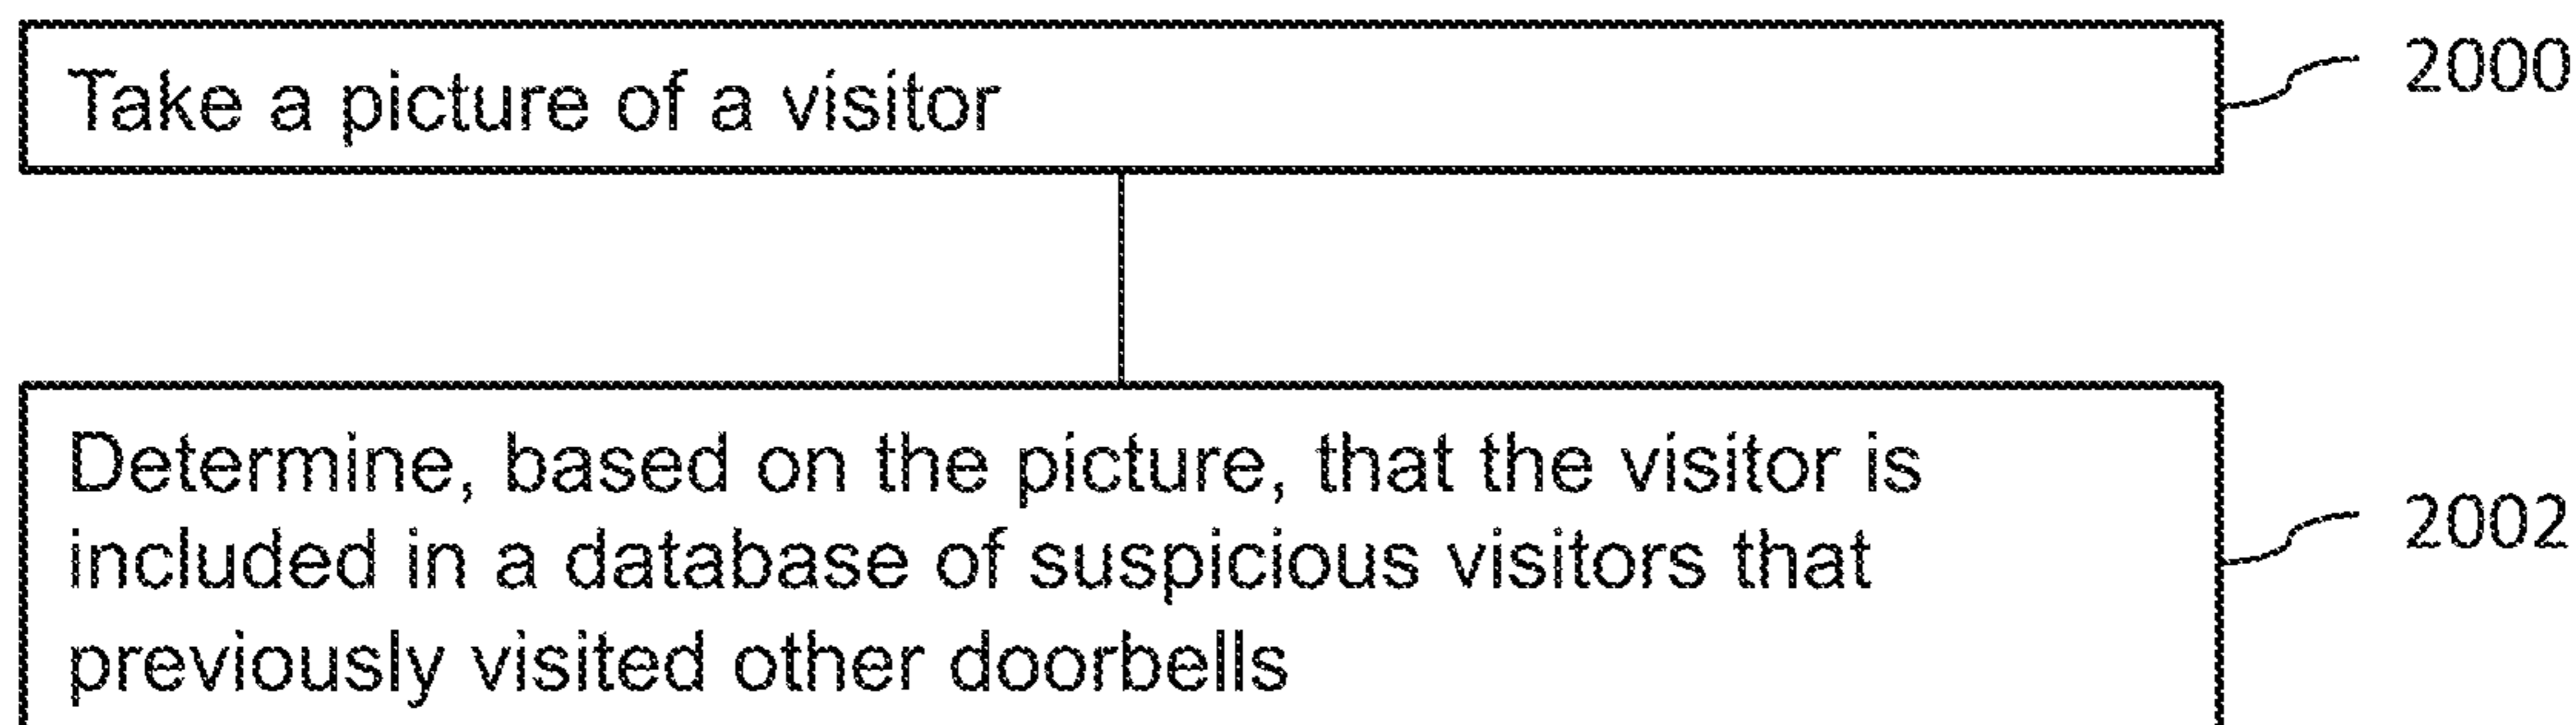 Take a picture of a visitor
2000
Determine, based on the picture, that the visitor is
included in a database of suspicious visitors that
previously visited other doorbells
2002